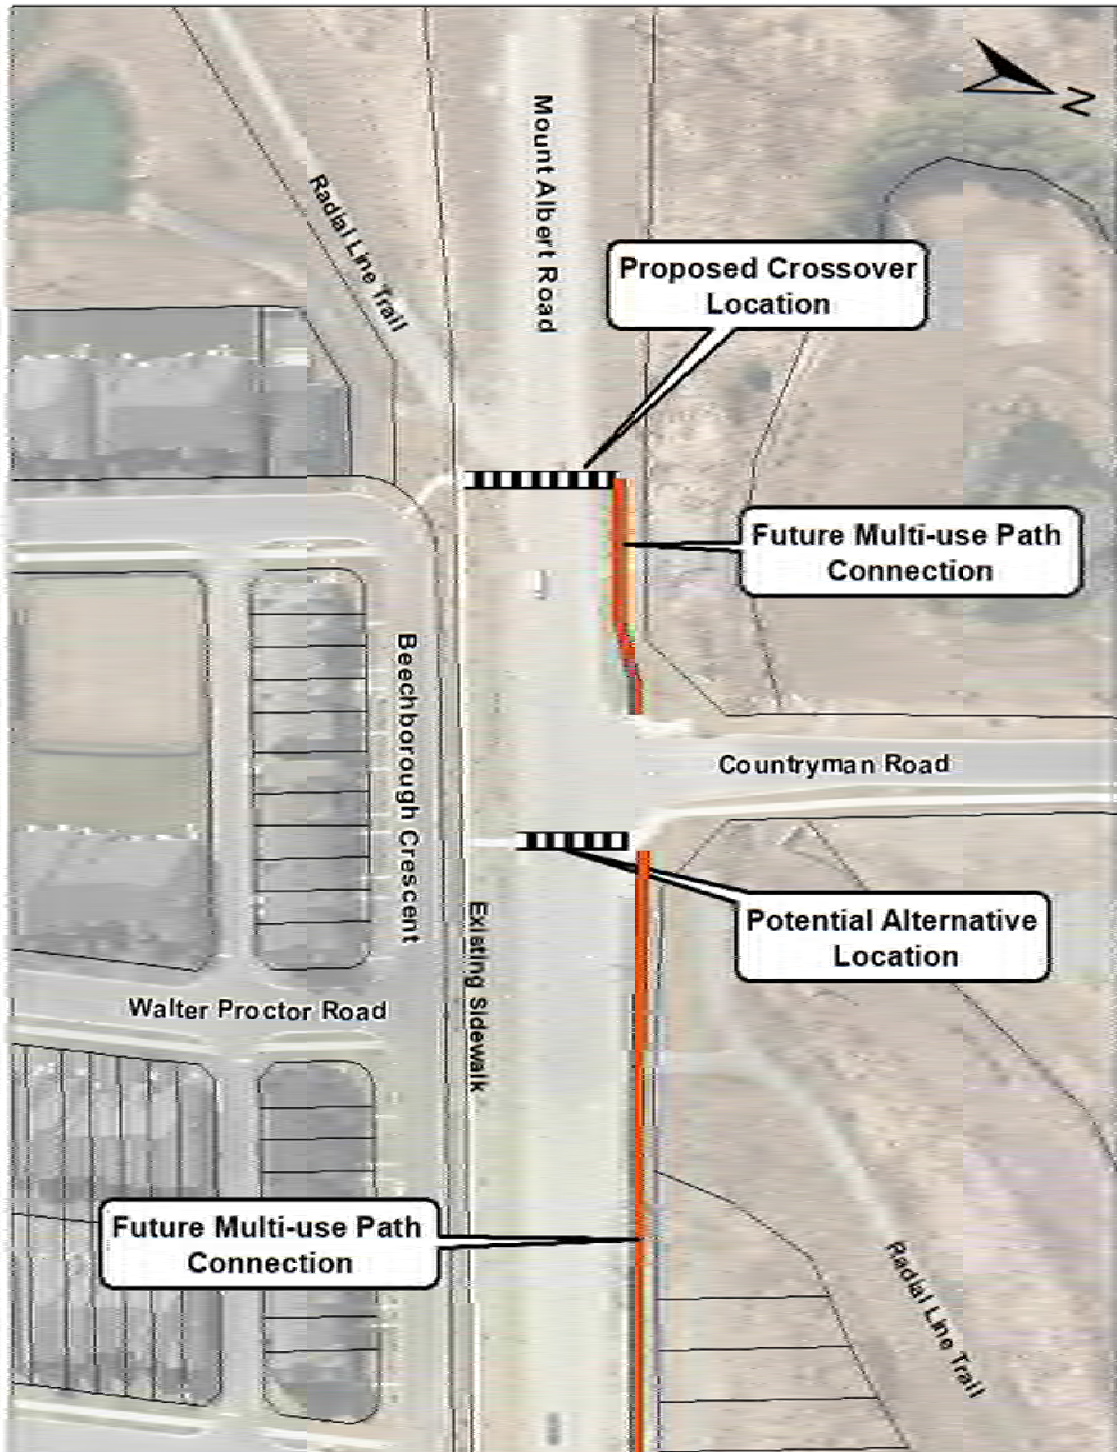 N
Mount Albert Road
Radial Line Trail
Proposed Crossover
Location
Future Multi-use Path
Connection
Beechborough Crescent
Countryman Road
Potential Alternative
Location
Existing Sidewalk
Walter Proctor Road
Future Multi-use Path
Connection
Radial Line Trail